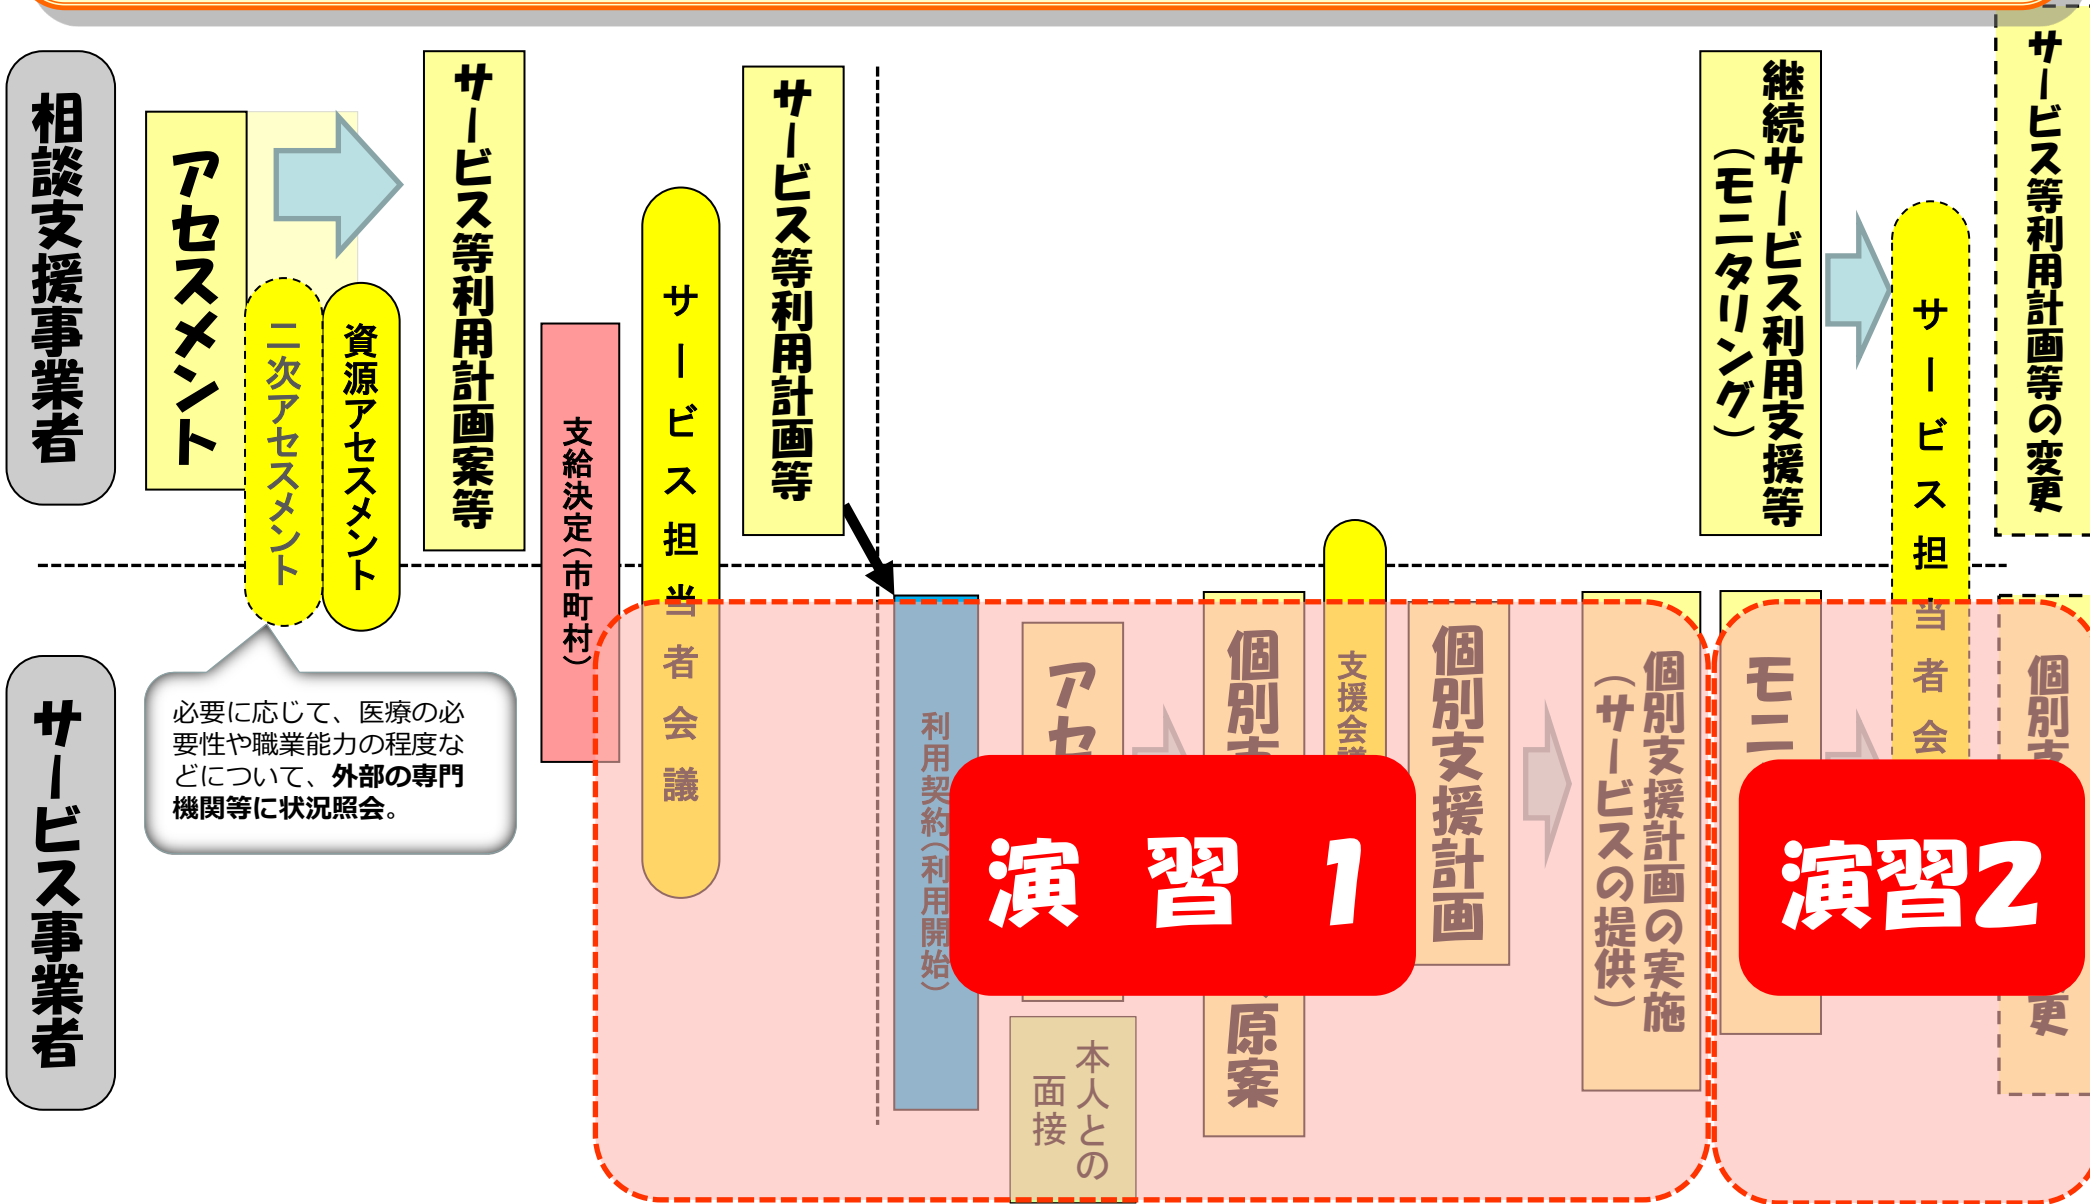 相談支援事業者
アセスメント
二次アセスメント
資源アセスメント
サービス等利用計画案等
支給決定(市町村)
サービス担当者会議
サービス等利用計画等
継続サービス利用支援等
(モニタリング)
サービス担当者会
サービス等利用計画等の変更
サービス事業者
必要に応じて、医療の必
要性や職業能力の程度な
どについて、外部の専門
機関等に状況照会。
利用契約(利用開始)
アセ
本人との
面接
個別支
原案
支援会議
個別支援計画
個別支援計画の実施
(サービスの提供)
モニ
個別支
更
演習1
演習2